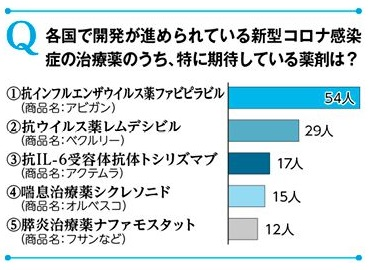 Q 各国で開発が進められている新型コロナ感染
症の治療薬のうち、特に期待している薬剤は？
①抗インフルエンザウイルス薬ファビピラビル
（商品名：アビガン）
54人
②抗ウイルス薬レムデシビル
（商品名：ベクルリー）
29人
③抗IL-6受容体抗体トシリズマブ
（商品名：アクテムラ）
17人
④喘息治療薬シクレソニド
（商品名：オルベスコ）
15人
⑤膵炎治療薬ナファモスタット
（商品名：フサンなど）
12人